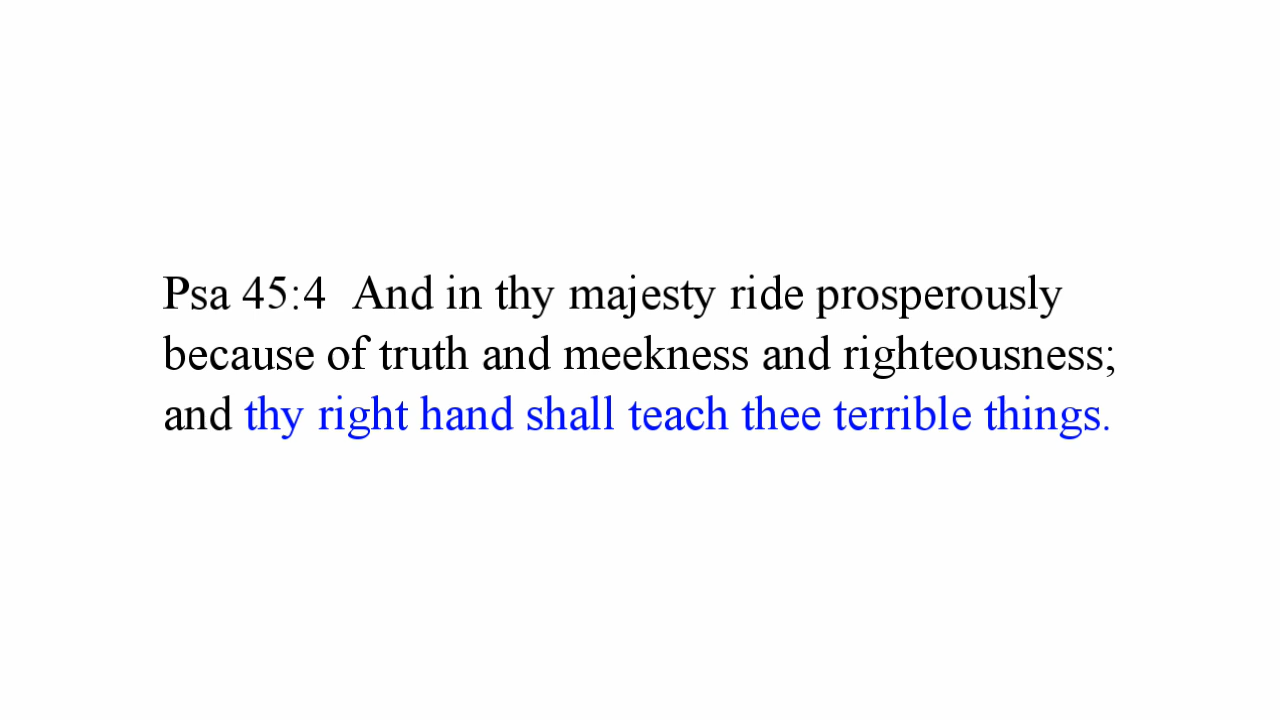 Psa 45:4  And in thy majesty ride prosperously
because of truth and meekness and righteousness;
and thy right hand shall teach thee terrible things.